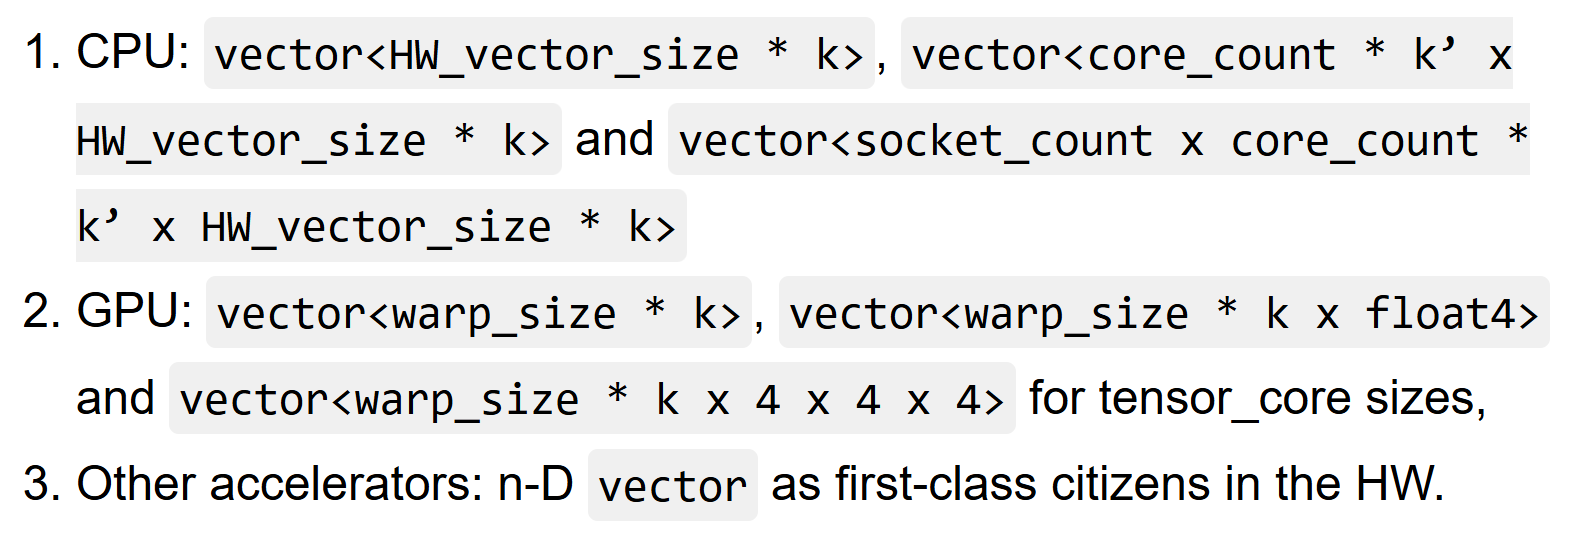 1. CPU: vector<HW_vector_size * k>, vector<core_count * k’ x
HW_vector_size * k> and vector<socket_count x core_count *
k’ x HW_vector_size * k>
2. GPU: vector<warp_size * k>, vector<warp_size * k x float4>
and vector<warp_size * k x 4 x 4 x 4> for tensor_core sizes,
3. Other accelerators: n-D vector as first-class citizens in the HW.